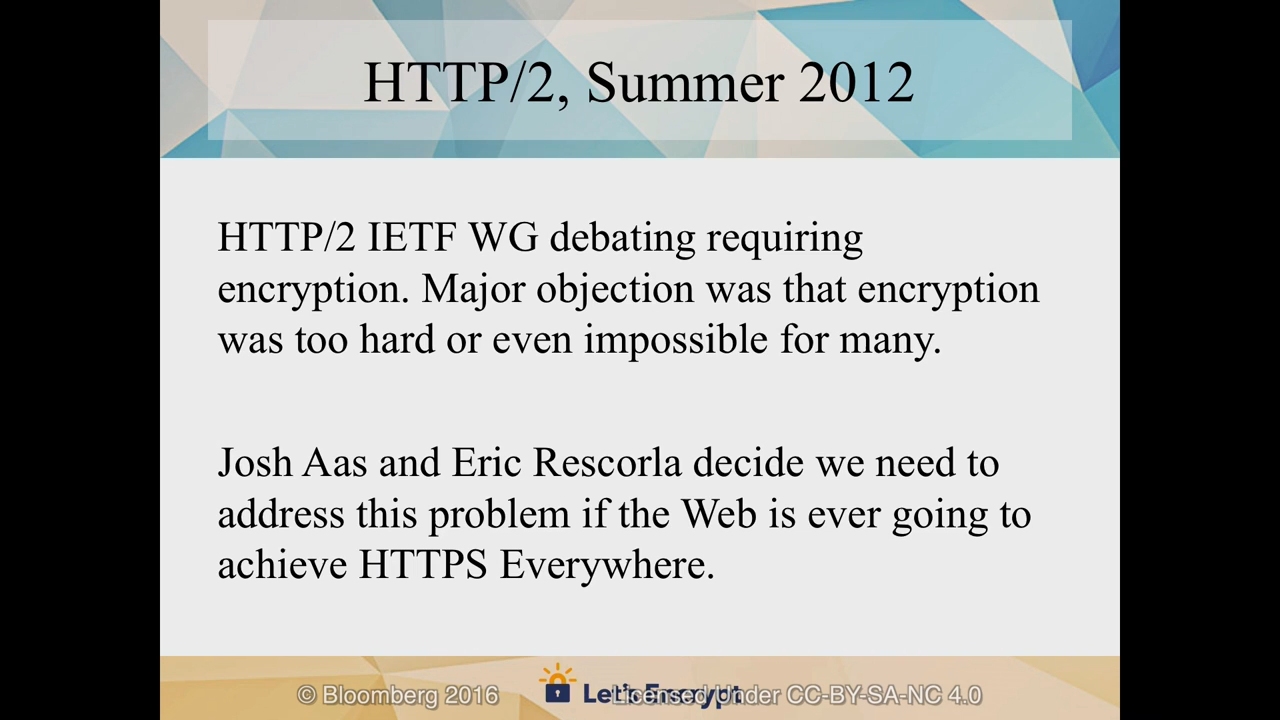 HTTP/2, Summer 2012
HTTP/2 IETF WG debating requiring
encryption. Major objection was that encryption
was too hard or even impossible for many.
Josh Aas and Eric Rescorla decide we need to
address this problem if the Web is ever going to
achieve HTTPS Everywhere.
Let's Encrypt
© Bloomberg 2016
Licensed Under CC-BY-SA-NC 4.0